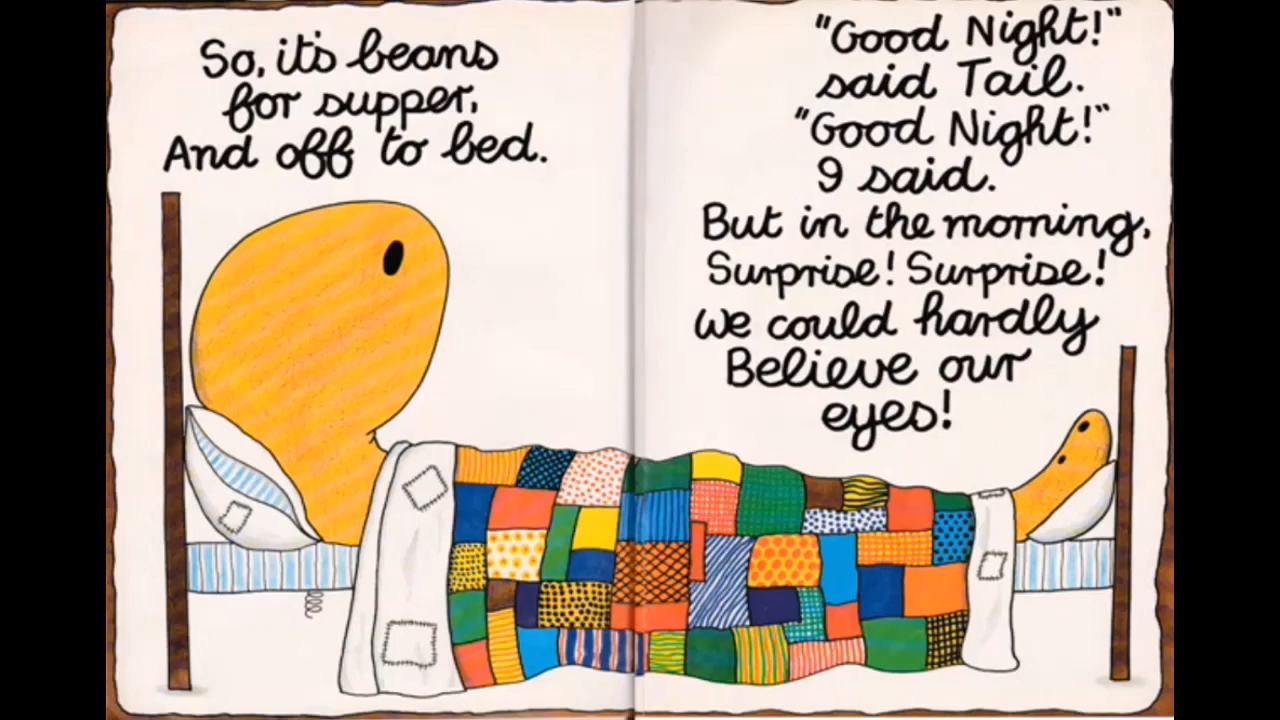 So, it's beans
for supper,
And off to bed.
"Good Night!"
said Tail.
"Good Night!"
I said.
But in the morning,
Surprise! Surprise!
We could hardly
Believe our
eyes!